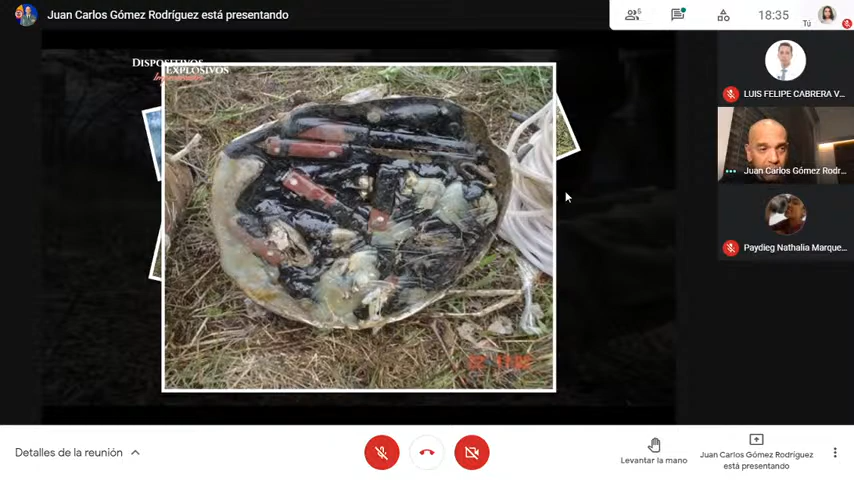 Juan Carlos Gómez Rodríguez está presentando
5
18:35
Tú
DISPOSITIVOS
EXPLOSIVOS
LUIS FELIPE CABRERA V...
Juan Carlos Gómez Rodr...
Paydieg Nathalia Marque...
Detalles de la reunión
Levantar la mano
Juan Carlos Gómez Rodríguez
está presentando